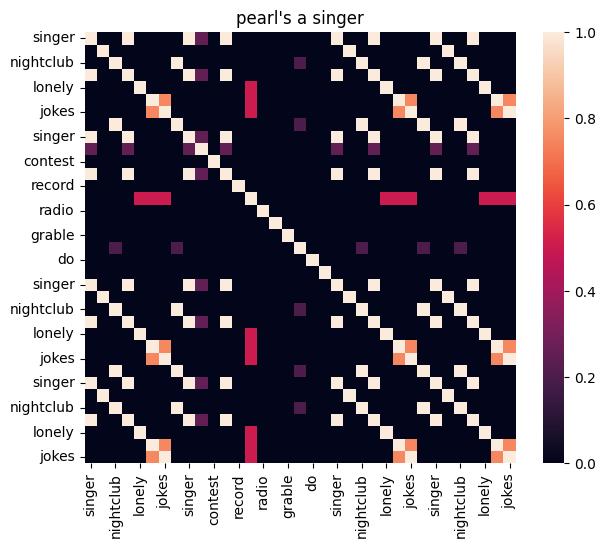 pearl's a singer
singer
nightclub
lonely
jokes
singer
contest
record
radio
grable
do
singer
nightclub
lonely
jokes
singer
nightclub
lonely
jokes
singer
nightclub
lonely
jokes
singer
contest
record
radio
grable
do
singer
nightclub
lonely
jokes
singer
nightclub
lonely
jokes
1.0
0.8
0.6
0.4
0.2
0.0